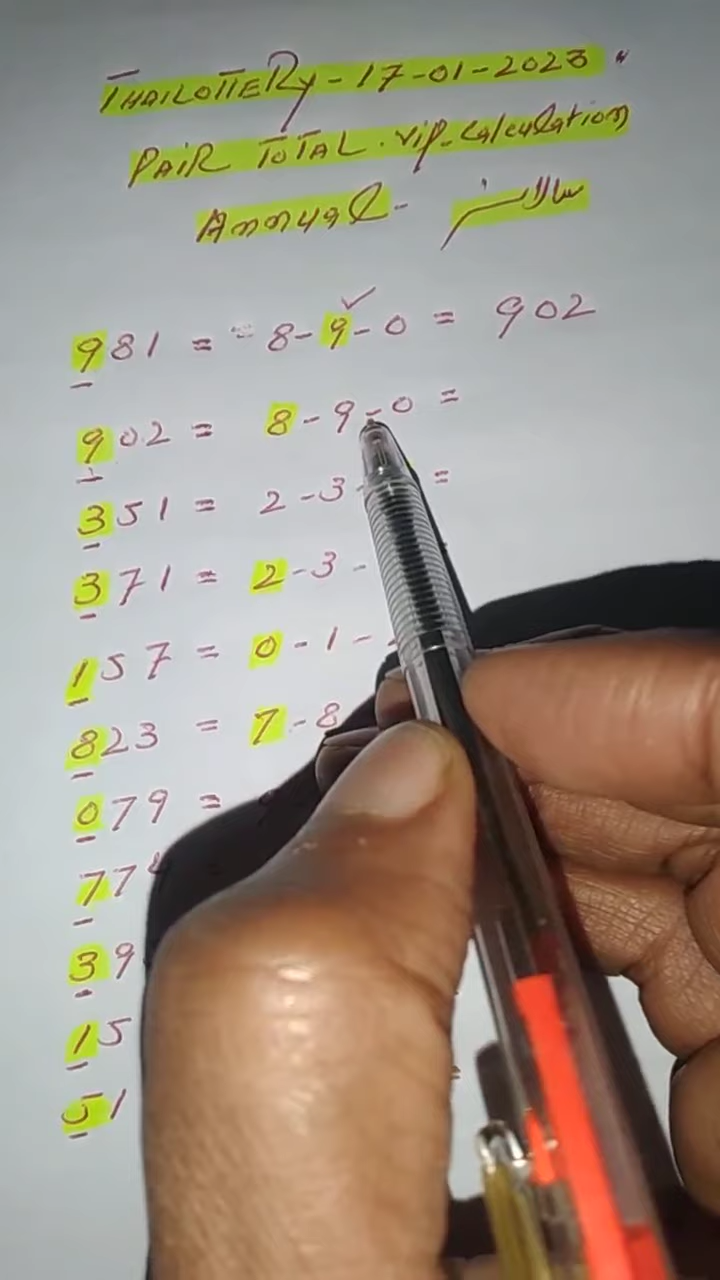 THAILOTTERY-17-01-2023"
PAIR TOTAL. vip-calculation
Annual- سالانہ
981 = 8-9-0 = 902
902 = 8-9-0 =
351 = 2-3- =
371 = 2-3-
157 = 0-1-
823 = 7-8
079 =
77
39
15
51